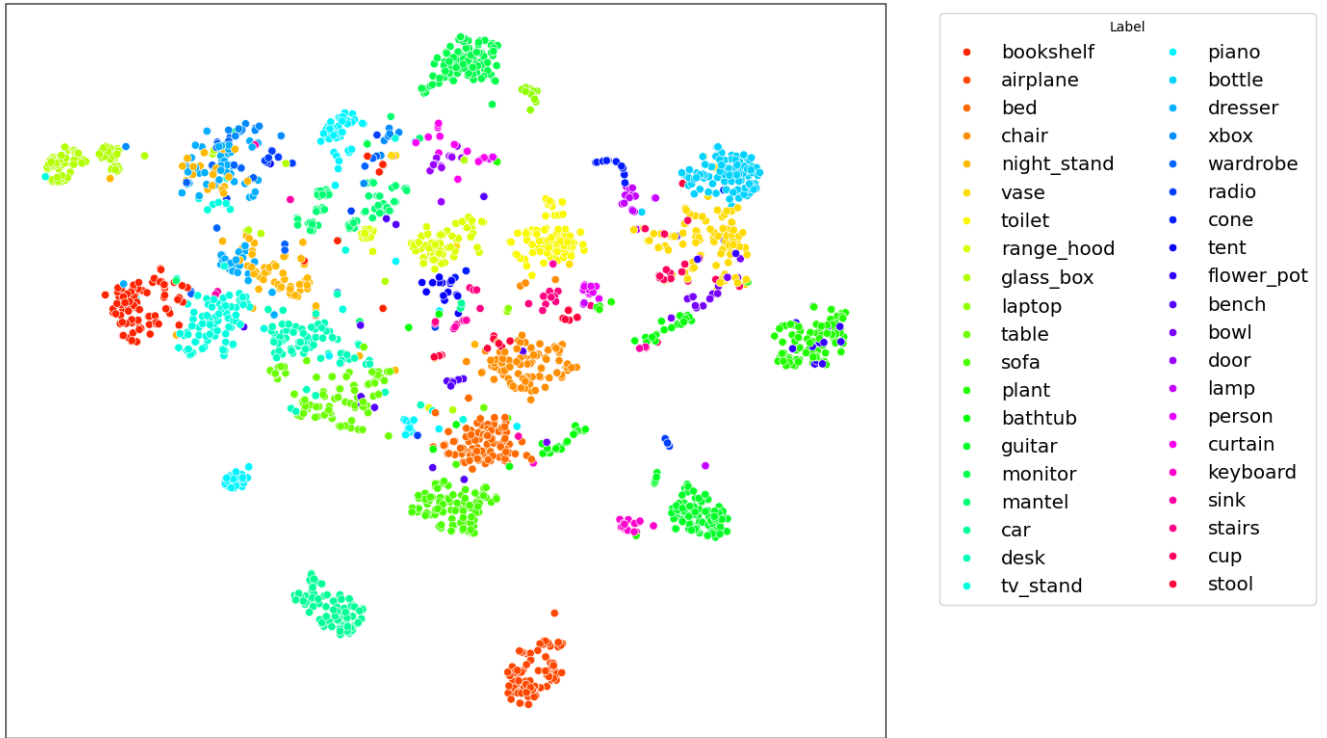 Label
bookshelf
airplane
bed
chair
night_stand
vase
toilet
range_hood
glass_box
laptop
table
sofa
plant
bathtub
guitar
monitor
mantel
car
desk
tv_stand
piano
bottle
dresser
xbox
wardrobe
radio
cone
tent
flower_pot
bench
bowl
door
lamp
person
curtain
keyboard
sink
stairs
cup
stool